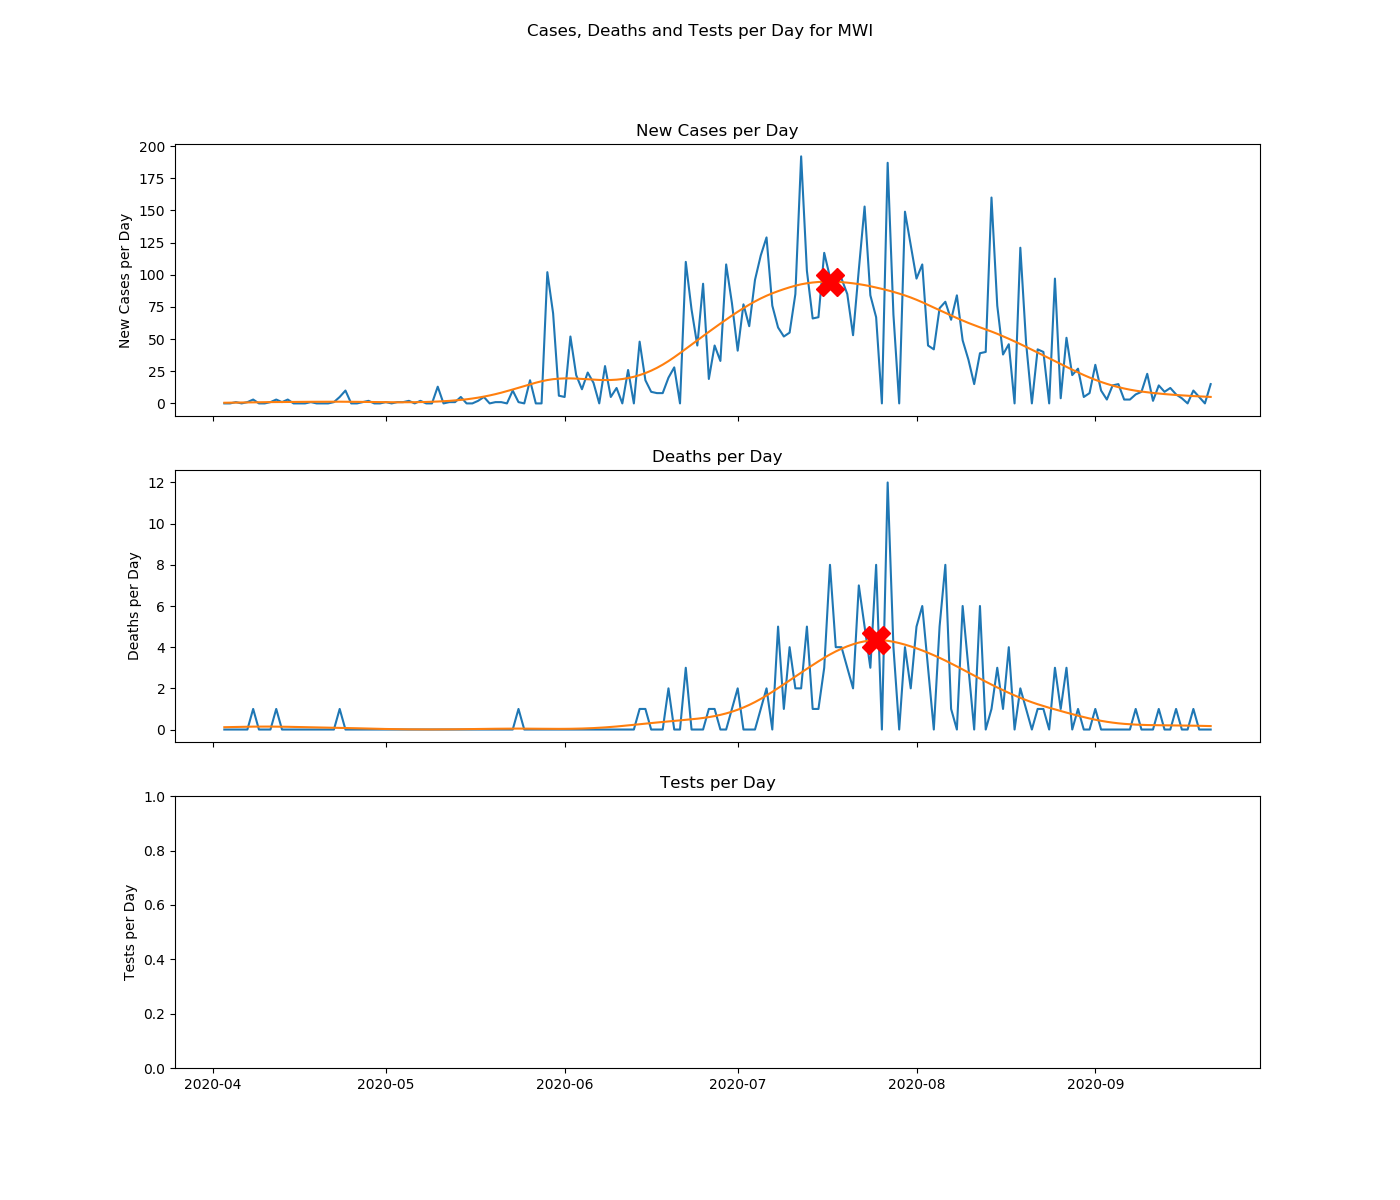 Cases, Deaths and Tests per Day for MWI
New Cases per Day
New Cases per Day
200
175
150
125
100
75
50
25
0
Deaths per Day
Deaths per Day
12
10
8
6
4
2
0
Tests per Day
Tests per Day
1.0
0.8
0.6
0.4
0.2
0.0
2020-04 2020-05 2020-06 2020-07 2020-08 2020-09